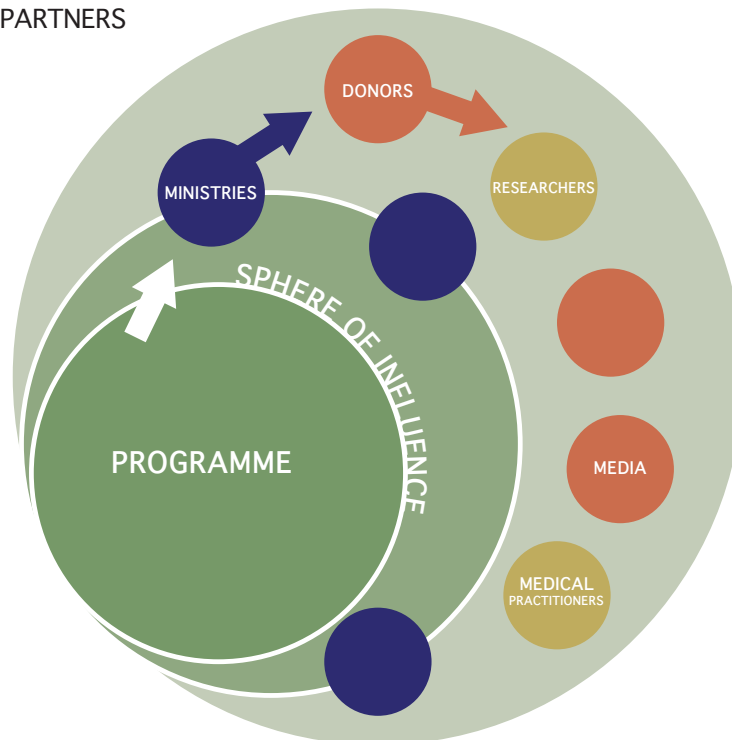 PARTNERS
DONORS
MINISTRIES
RESEARCHERS
SPHERE OF INFLUENCE
PROGRAMME
MEDIA
MEDICAL
PRACTITIONERS